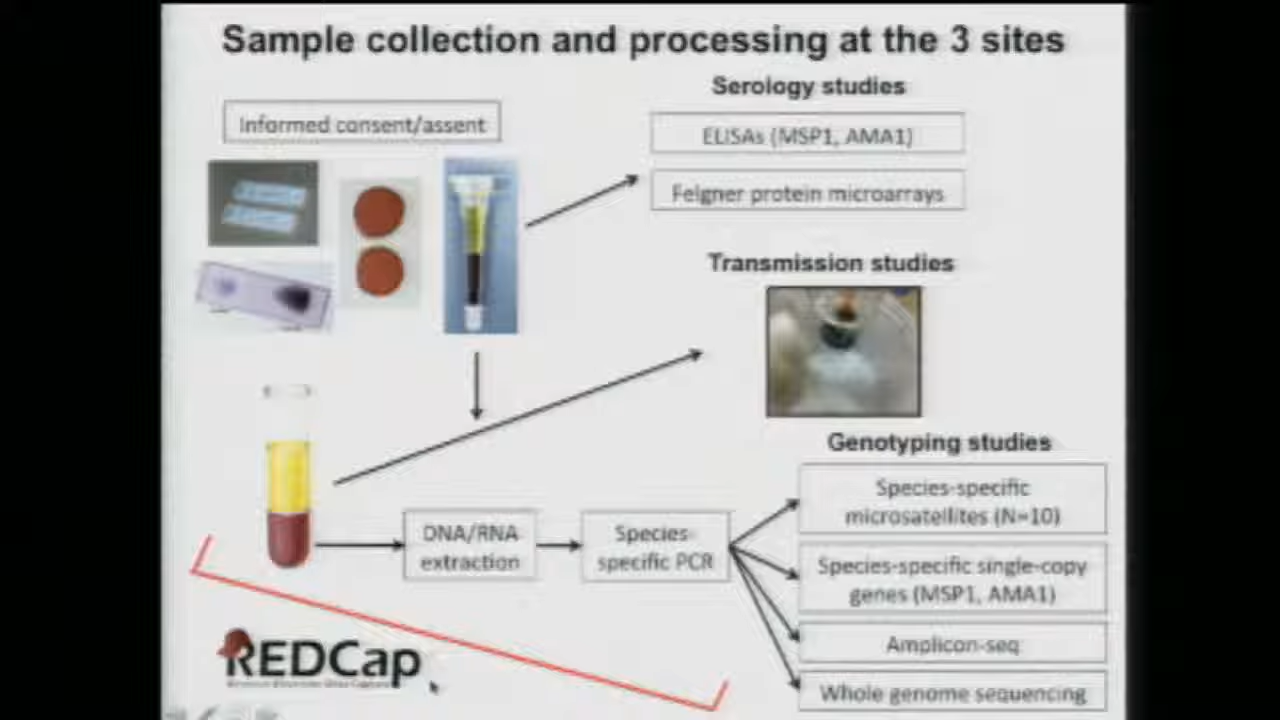 Sample collection and processing at the 3 sites
Informed consent/assent
Serology studies
ELISAs (MSP1, AMA1)
Felgner protein microarrays
Transmission studies
Genotyping studies
Species-specific
microsatellites (N=10)
Species-specific single-copy
genes (MSP1, AMA1)
Amplicon-seq
Whole genome sequencing
DNA/RNA
extraction
Species-
specific PCR
REDCap